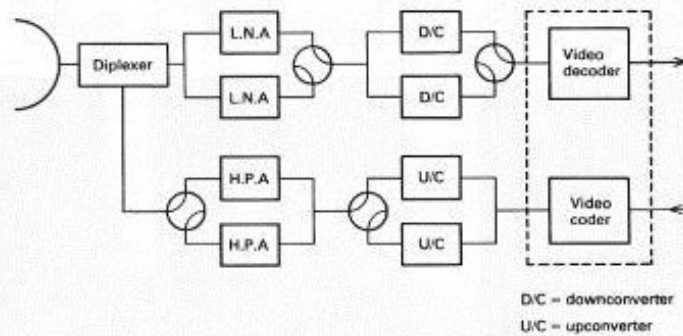 L.N.A
D/C
Diplexer
Video
decoder
L.N.A
D/C
H.P.A
U/C
Video
coder
H.P.A
U/C
D/C = downconverter
U/C = upconverter